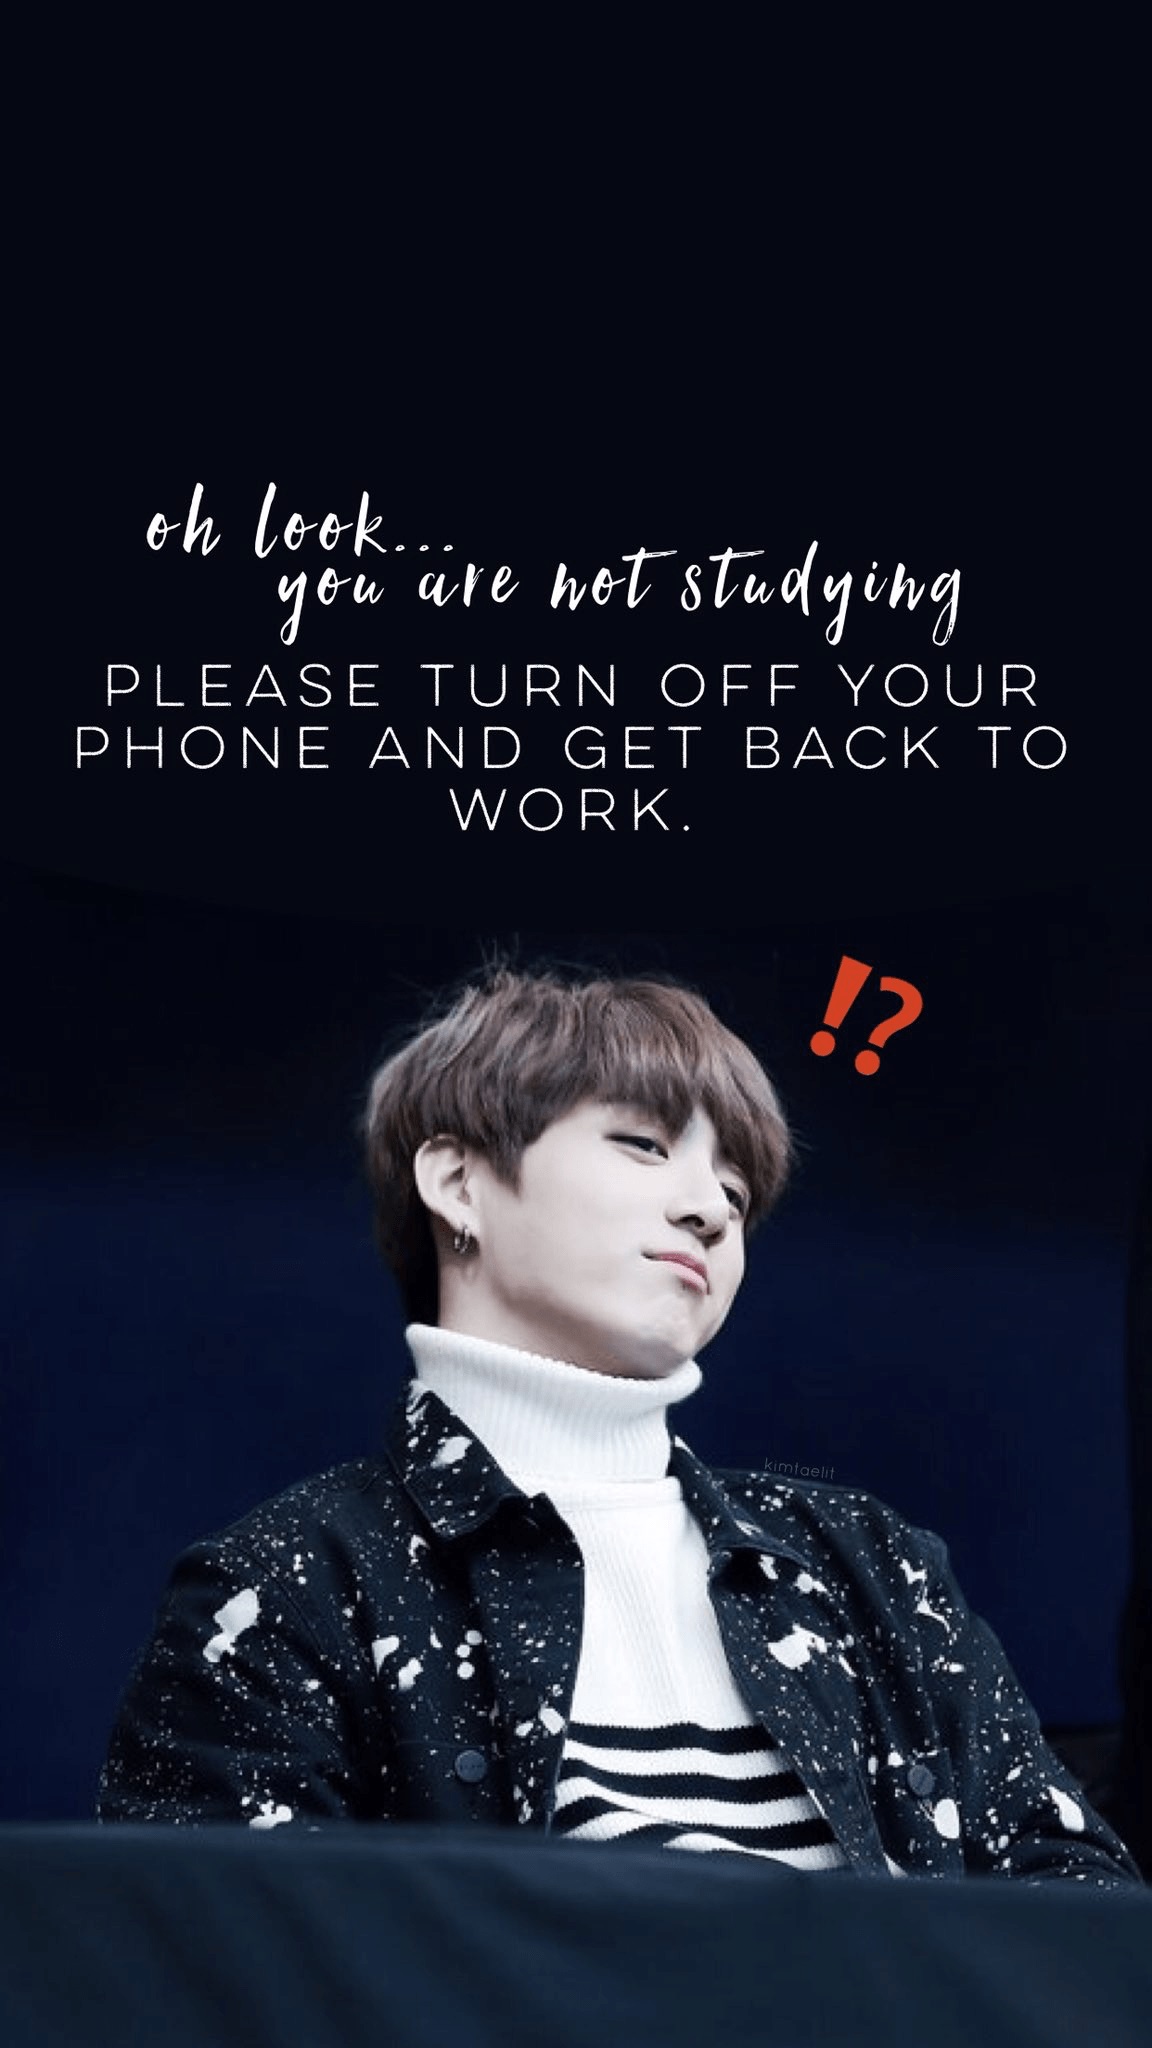 oh look...
you are not studying
PLEASE TURN OFF YOUR
PHONE AND GET BACK TO
WORK.
!?
kimtaelit